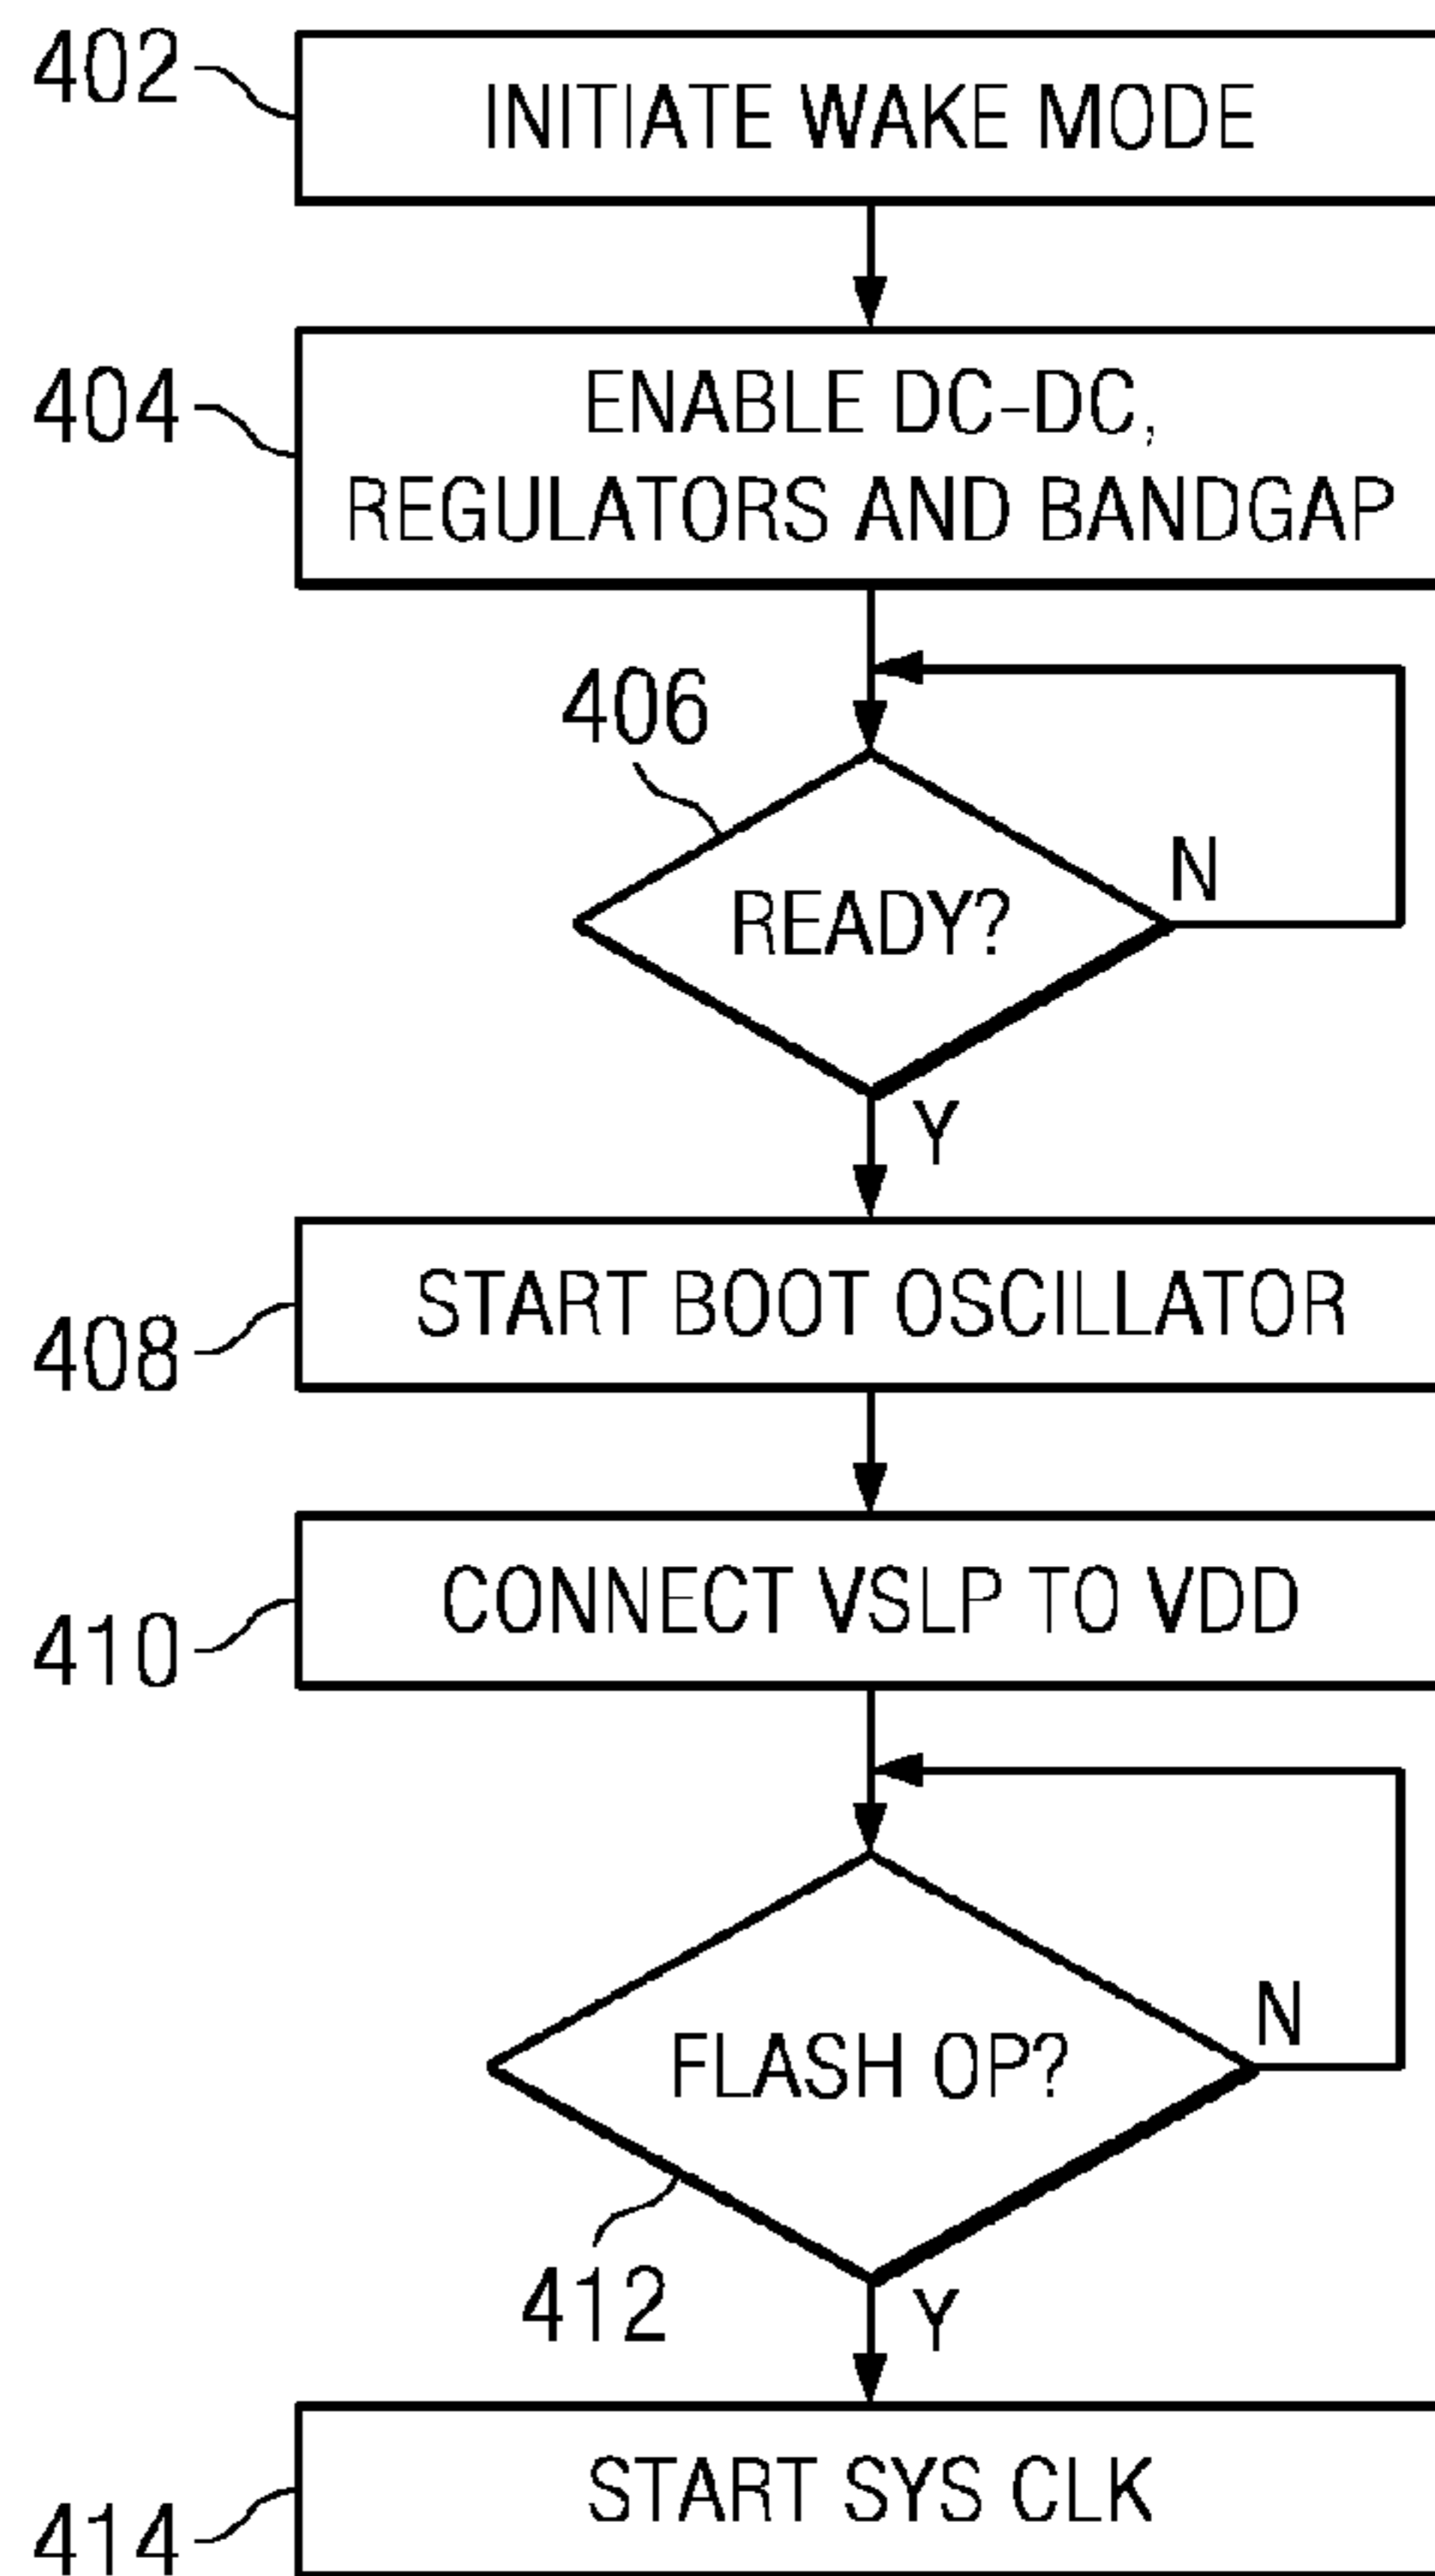 402
INITIATE WAKE MODE
404
ENABLE DC-DC,
REGULATORS AND BANDGAP
406
READY?
N
Y
408
START BOOT OSCILLATOR
410
CONNECT VSLP TO VDD
FLASH OP?
N
412
Y
414
START SYS CLK